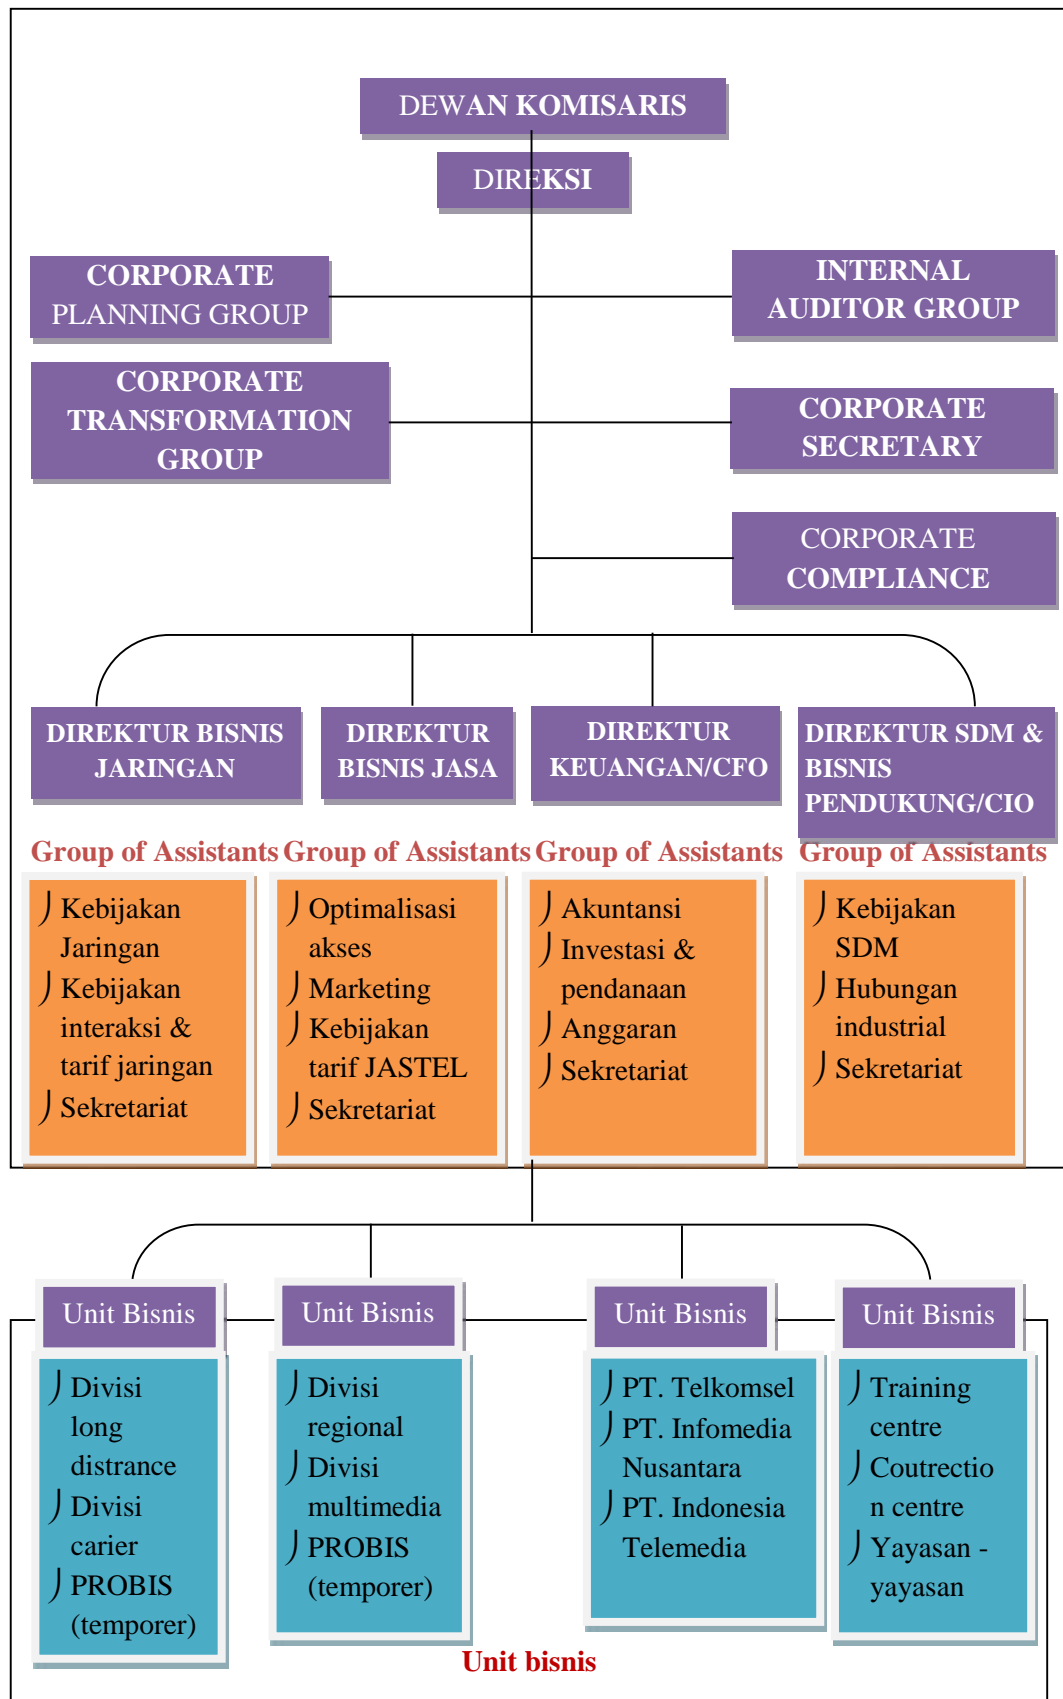 DEWAN KOMISARIS
DIREKSI
CORPORATE
PLANNING GROUP
INTERNAL
AUDITOR GROUP
CORPORATE
TRANSFORMATION
GROUP
CORPORATE
SECRETARY
CORPORATE
COMPLIANCE
DIREKTUR BISNIS
JARINGAN
DIREKTUR
BISNIS JASA
DIREKTUR
KEUANGAN/CFO
DIREKTUR SDM &
BISNIS
PENDUKUNG/CIO
Group of Assistants
Kebijakan
Jaringan
Kebijakan
interaksi &
tarif jaringan
Sekretariat
Group of Assistants
Optimalisasi
akses
Marketing
Kebijakan
tarif JASTEL
Sekretariat
Group of Assistants
Akuntansi
Investasi &
pendanaan
Anggaran
Sekretariat
Group of Assistants
Kebijakan
SDM
Hubungan
industrial
Sekretariat
Unit Bisnis
Divisi
long
distrance
Divisi
carier
PROBIS
(temporer)
Unit Bisnis
Divisi
regional
Divisi
multimedia
PROBIS
(temporer)
Unit Bisnis
PT. Telkomsel
PT. Infomedia
Nusantara
PT. Indonesia
Telemedia
Unit Bisnis
Training
centre
Coutrectio
n centre
Yayasan -
yayasan
Unit bisnis